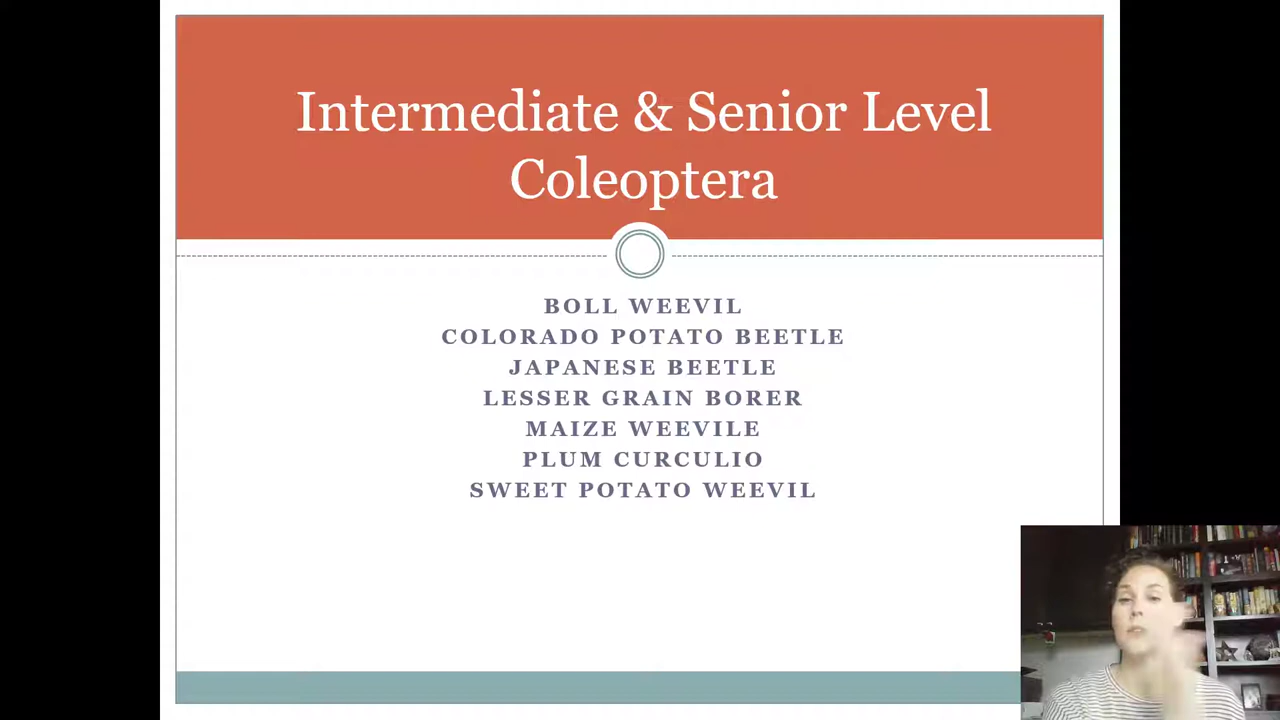 Intermediate & Senior Level
Coleoptera
BOLL WEEVIL
COLORADO POTATO BEETLE
JAPANESE BEETLE
LESSER GRAIN BORER
MAIZE WEEVILE
PLUM CURCULIO
SWEET POTATO WEEVIL